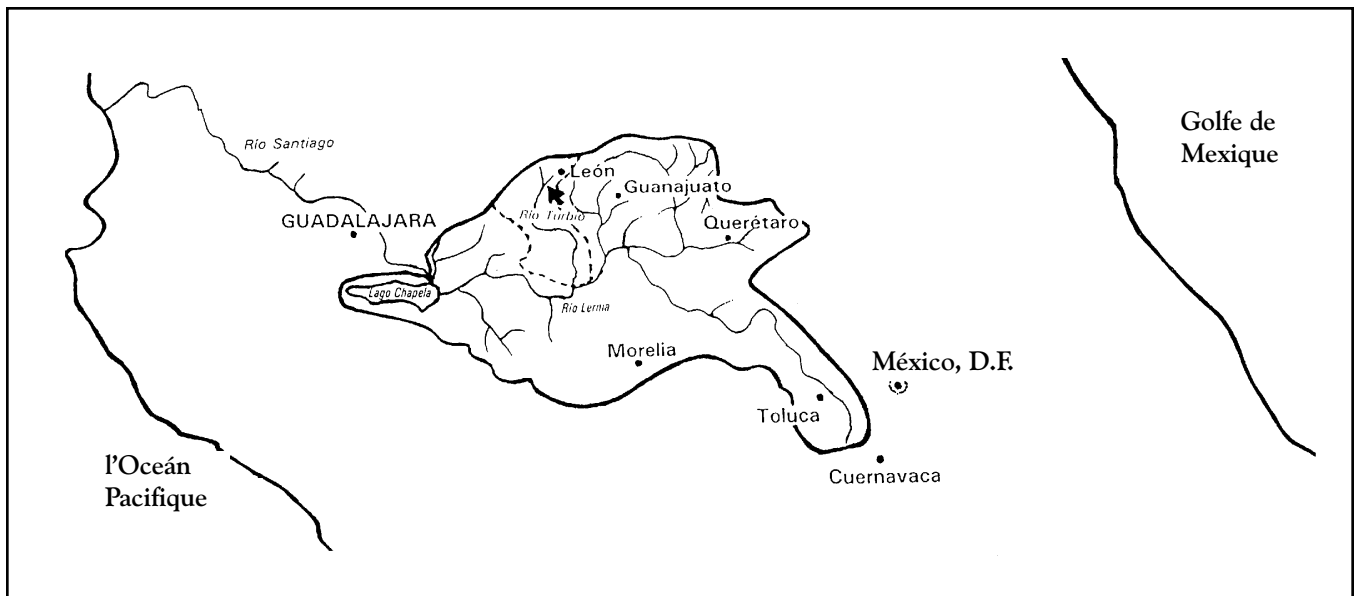 Golfe de
Mexique
Río Santiago
León
Guanajuato
GUADALAJARA
Río Turbio
Querétaro
Lago Chapela
Río Lerma
Morelia
México, D.F.
Toluca
Cuernavaca
l'Oceán
Pacifique